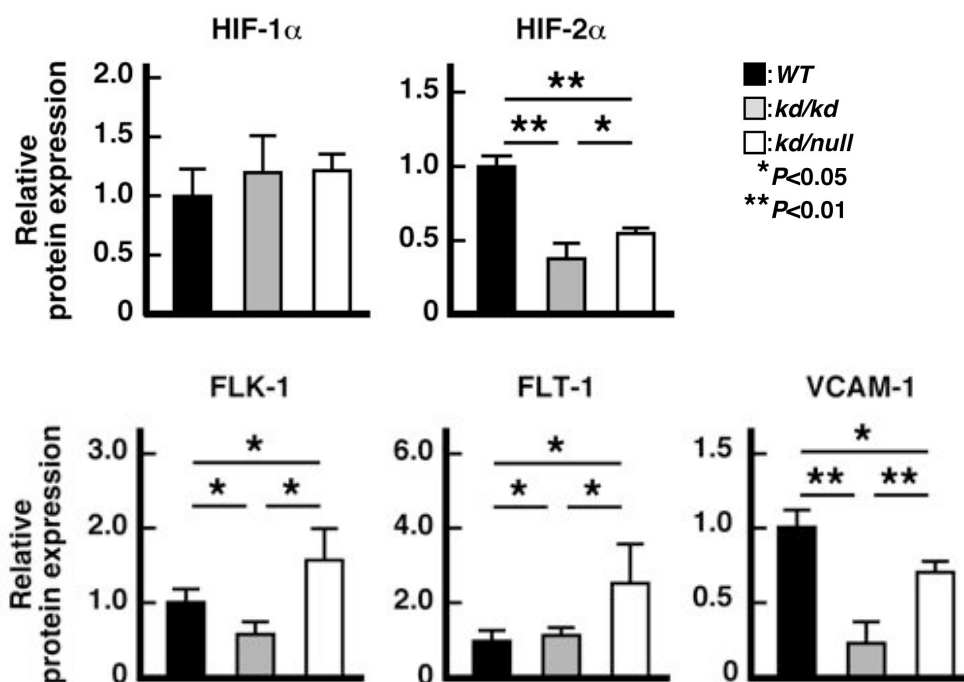 HIF-1α
HIF-2α
Relative
protein expression
2.0
1.5
1.0
0.5
0
1.5
1.0
0.5
0
**
**
*
:WT
:kd/kd
:kd/null
*P<0.05
**P<0.01
FLK-1
FLT-1
VCAM-1
Relative
protein expression
3.0
2.0
1.0
0
*
*
*
6.0
4.0
2.0
0
*
*
*
1.5
1.0
0.5
0
*
**
**